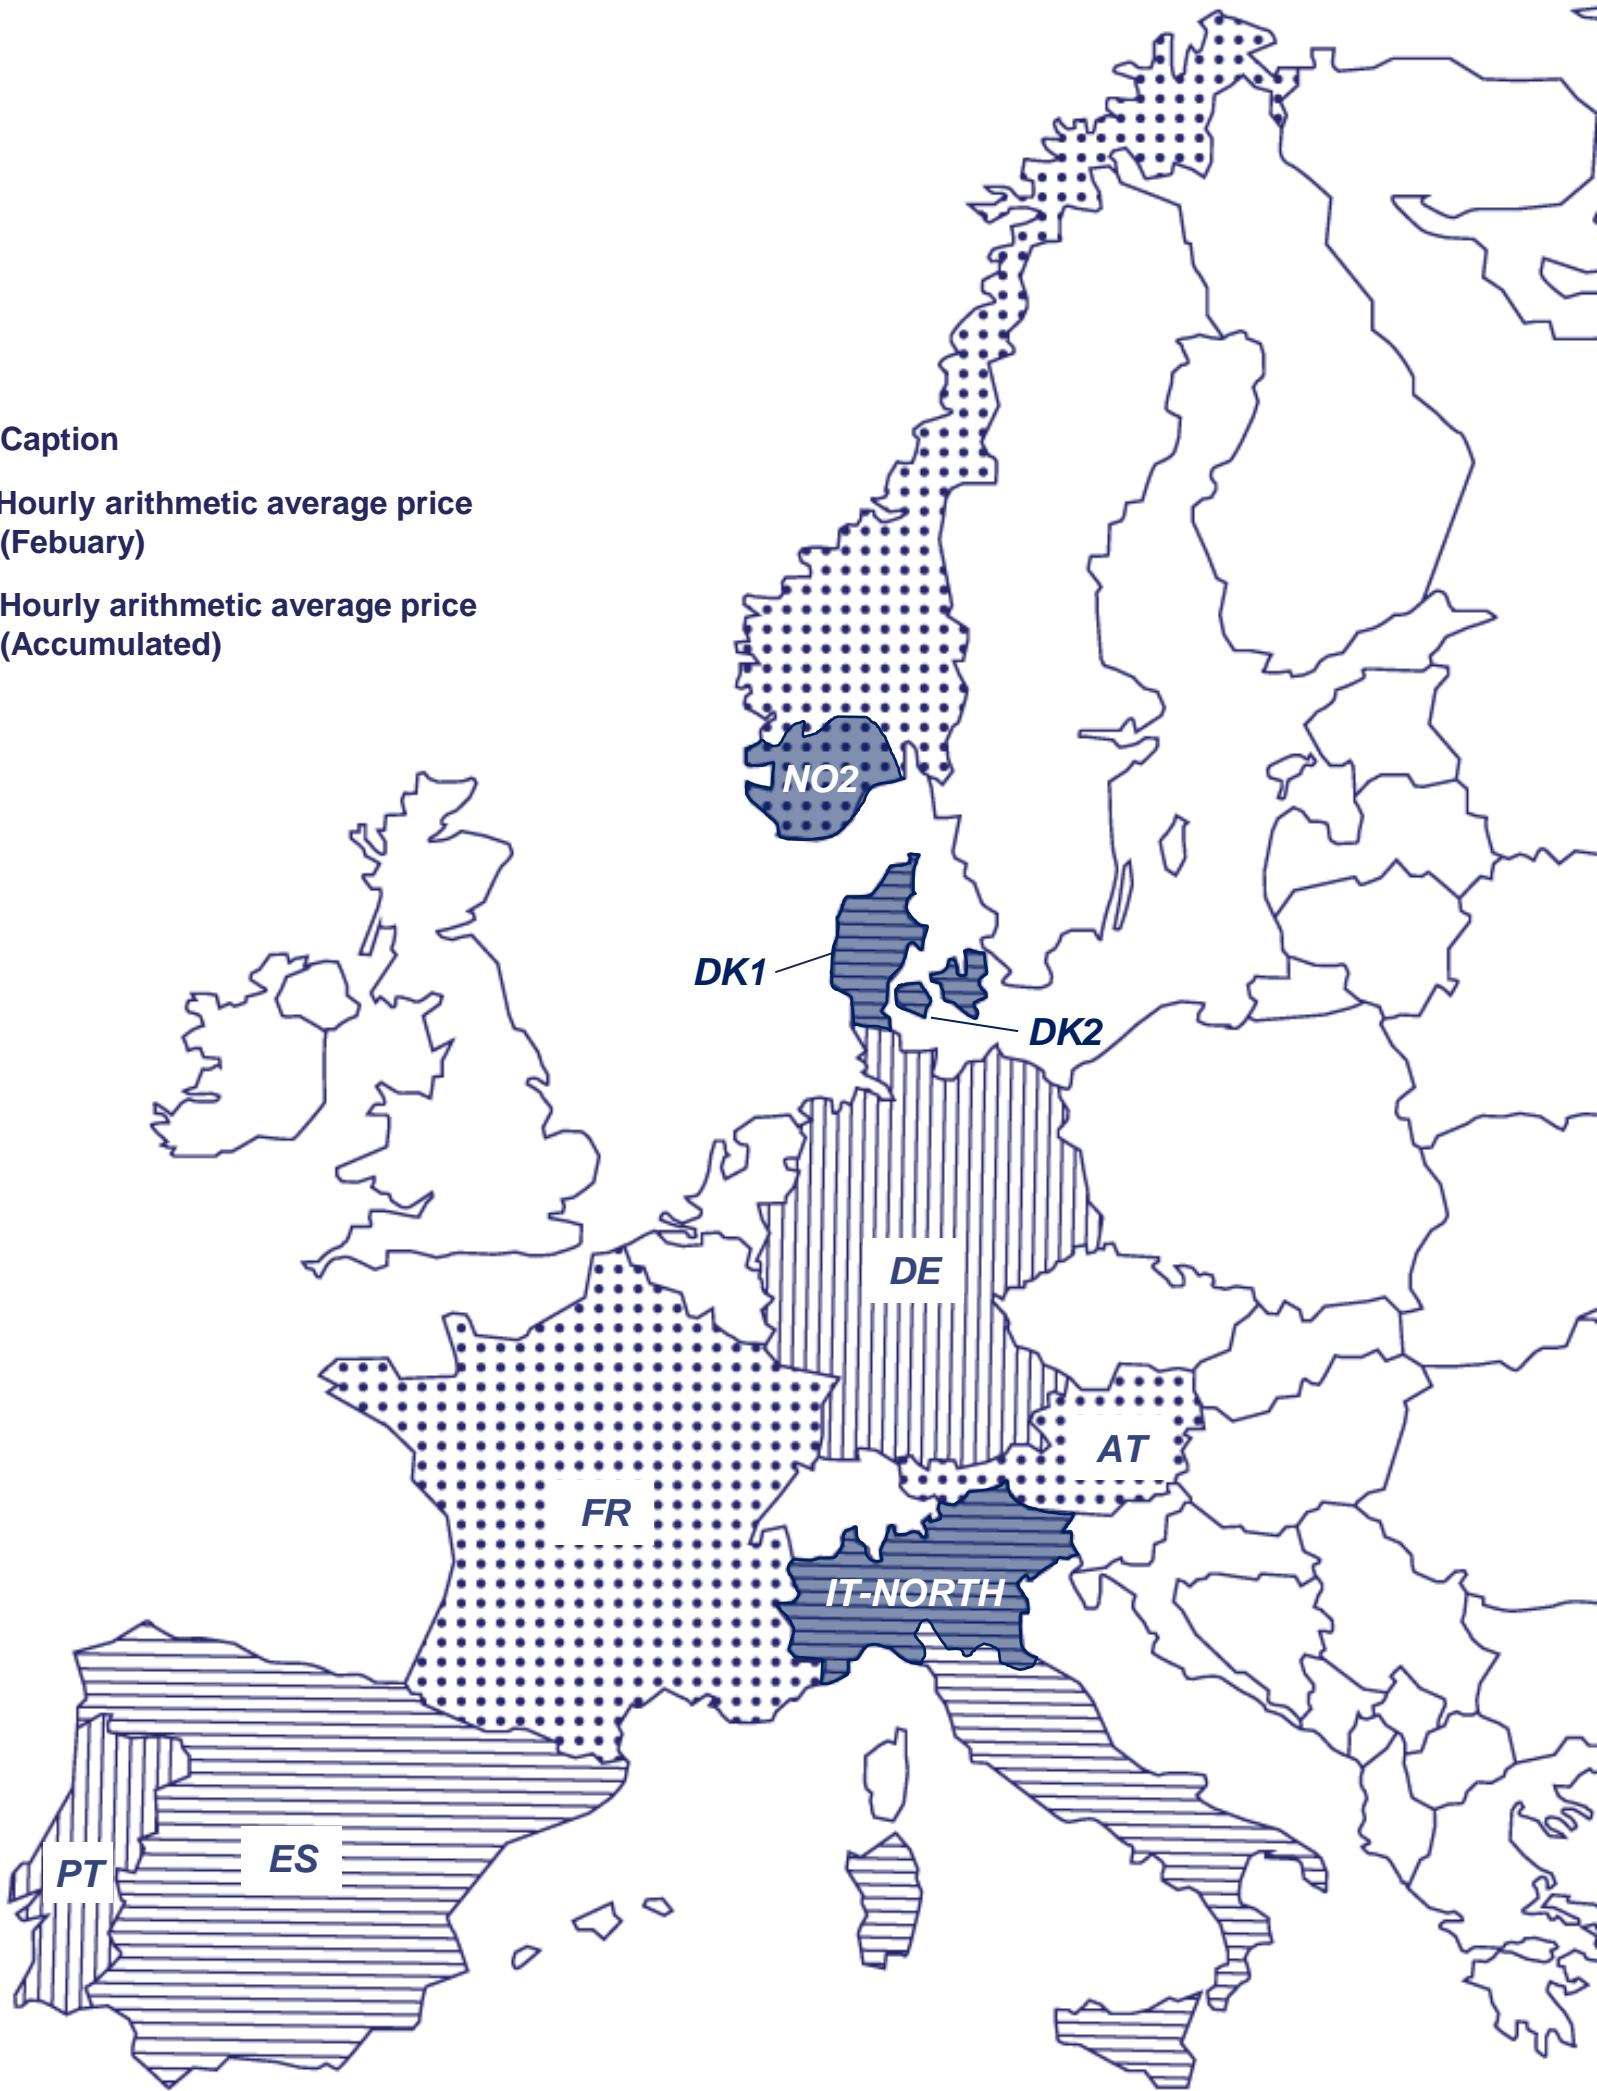 Caption
Hourly arithmetic average price
(Febuary)
Hourly arithmetic average price
(Accumulated)
NO2
DK1
DK2
DE
AT
FR
IT-NORTH
ES
PT